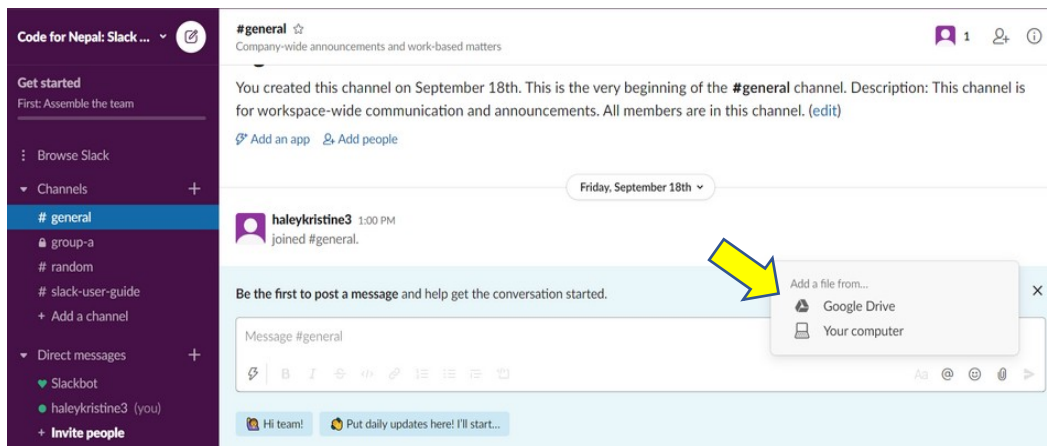 Code for Nepal: Slack ...
Get started
First: Assemble the team
Browse Slack
Channels
# general
group-a
# random
# slack-user-guide
+ Add a channel
Direct messages
Slackbot
haleykristine3 (you)
+ Invite people
#general
Company-wide announcements and work-based matters
1
You created this channel on September 18th. This is the very beginning of the #general channel. Description: This channel is
for workspace-wide communication and announcements. All members are in this channel. (edit)
Add an app Add people
Friday, September 18th
haleykristine3 1:00 PM
joined #general.
Be the first to post a message and help get the conversation started.
Add a file from...
Google Drive
Your computer
Message #general
B I S </> Aa @
Hi team! Put daily updates here! I'll start...